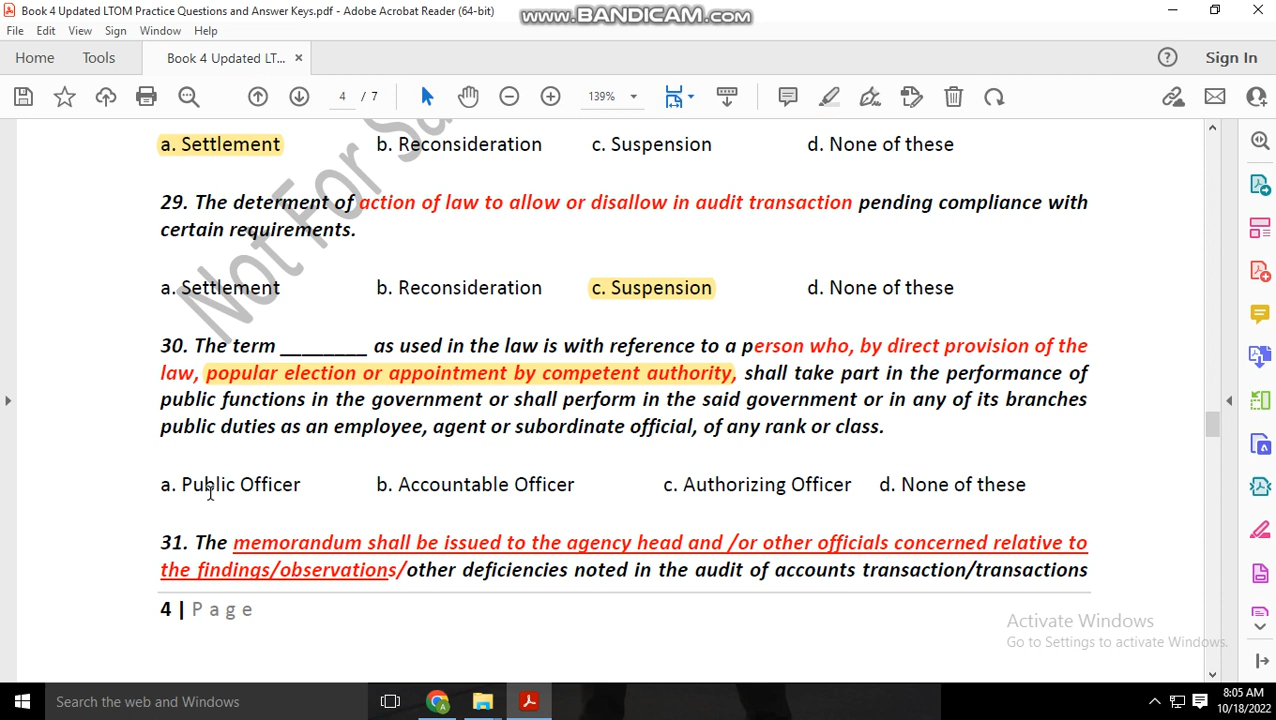 Book 4 Updated LTOM Practice Questions and Answer Keys.pdf - Adobe Acrobat Reader (64-bit)
www.BANDICAM.com
File Edit View Sign Window Help
Home Tools Book 4 Updated LT... × Sign In
4 / 7 139%
a. Settlement b. Reconsideration c. Suspension d. None of these
29. The determent of action of law to allow or disallow in audit transaction pending compliance with
certain requirements.
a. Settlement b. Reconsideration c. Suspension d. None of these
30. The term ________ as used in the law is with reference to a person who, by direct provision of the
law, popular election or appointment by competent authority, shall take part in the performance of
public functions in the government or shall perform in the said government or in any of its branches
public duties as an employee, agent or subordinate official, of any rank or class.
a. Public Officer b. Accountable Officer c. Authorizing Officer d. None of these
31. The memorandum shall be issued to the agency head and /or other officials concerned relative to
the findings/observations/other deficiencies noted in the audit of accounts transaction/transactions
4 | Page
Not For Sa
Activate Windows
Go to Settings to activate Windows.
Search the web and Windows
8:05 AM
10/18/2022